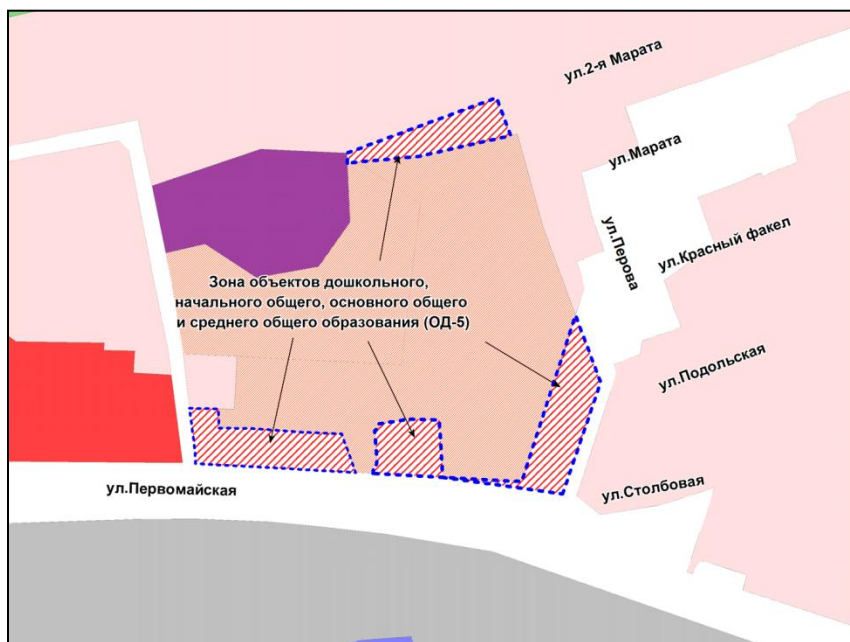 ул.2-я Марата
ул.Марата
ул.Перова
ул.Красный факел
Зона объектов дошкольного,
начального общего, основного общего
и среднего общего образования (ОД-5)
ул.Подольская
ул.Первомайская
ул.Столбовая